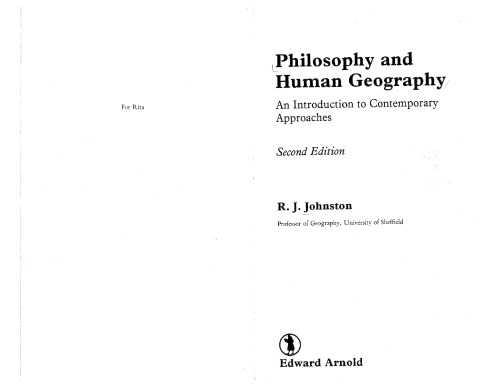 For Rita
Philosophy and
Human Geography
An Introduction to Contemporary
Approaches
Second Edition
R. J. Johnston
Professor of Geography, University of Sheffield
Edward Arnold